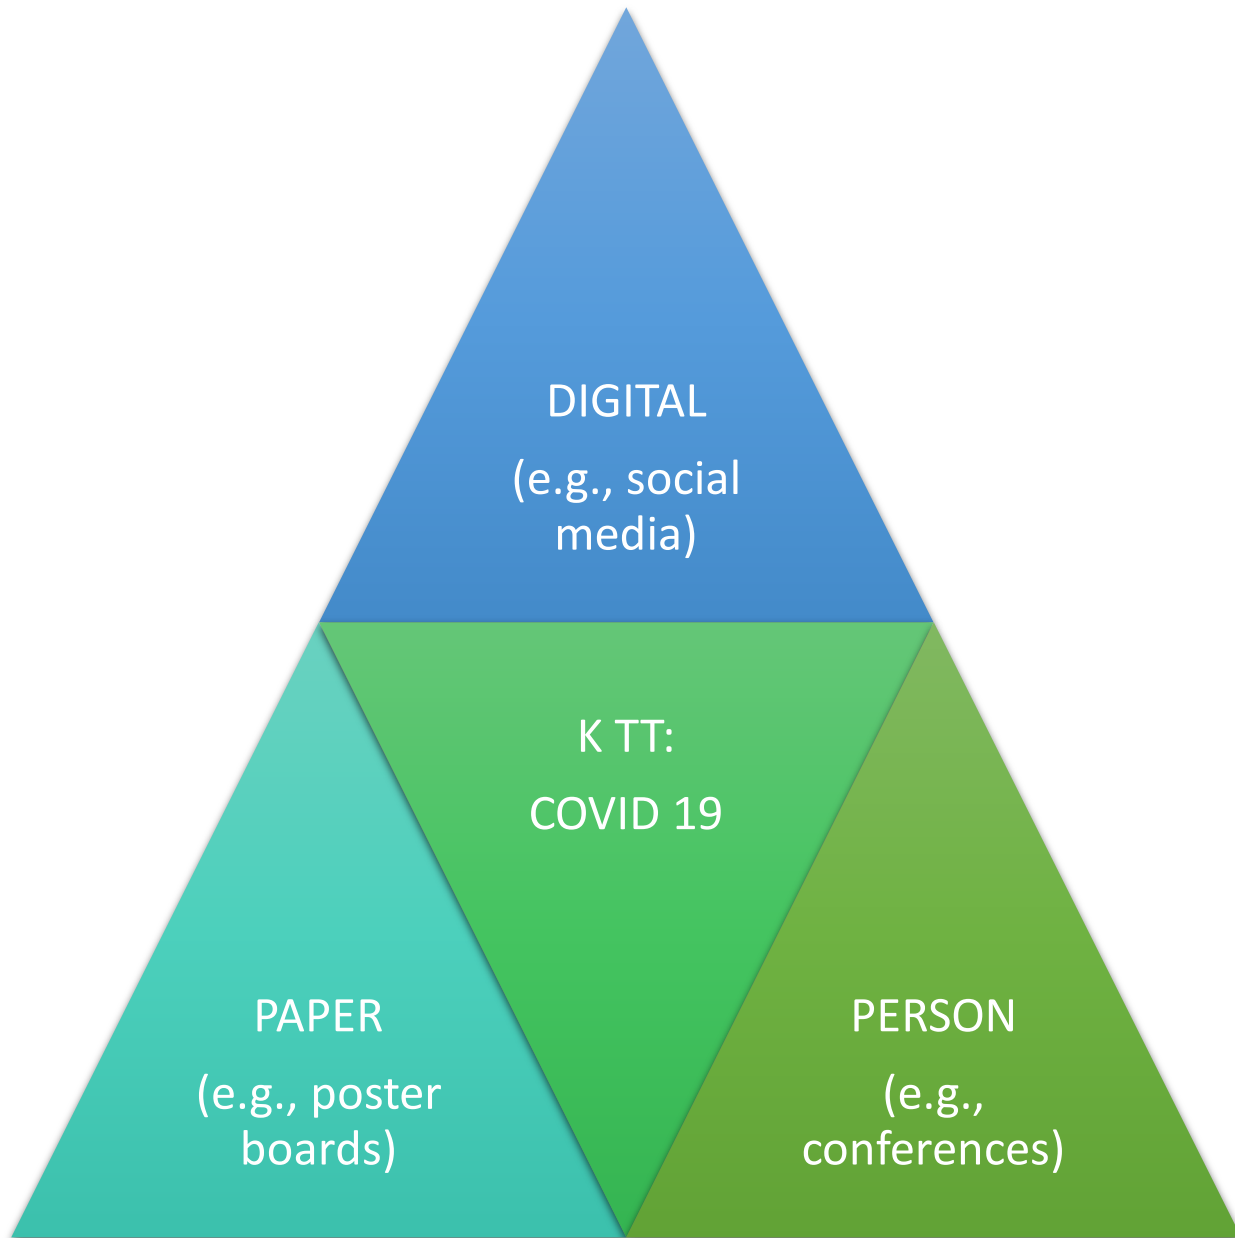 DIGITAL
(e.g., social
media)
K TT:
COVID 19
PAPER
(e.g., poster
boards)
PERSON
(e.g.,
conferences)